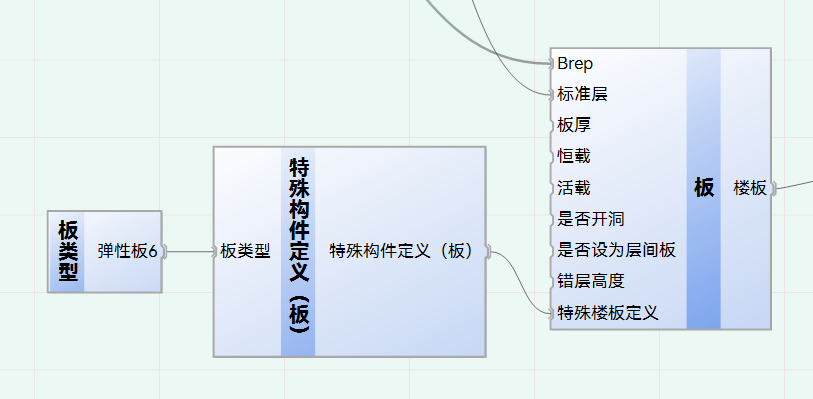 板类型
弹性板6
板类型
特殊构件定义（板）
特殊构件定义（板）
Brep
标准层
板厚
恒载
活载
是否开洞
是否设为层间板
错层高度
特殊楼板定义
板
楼板